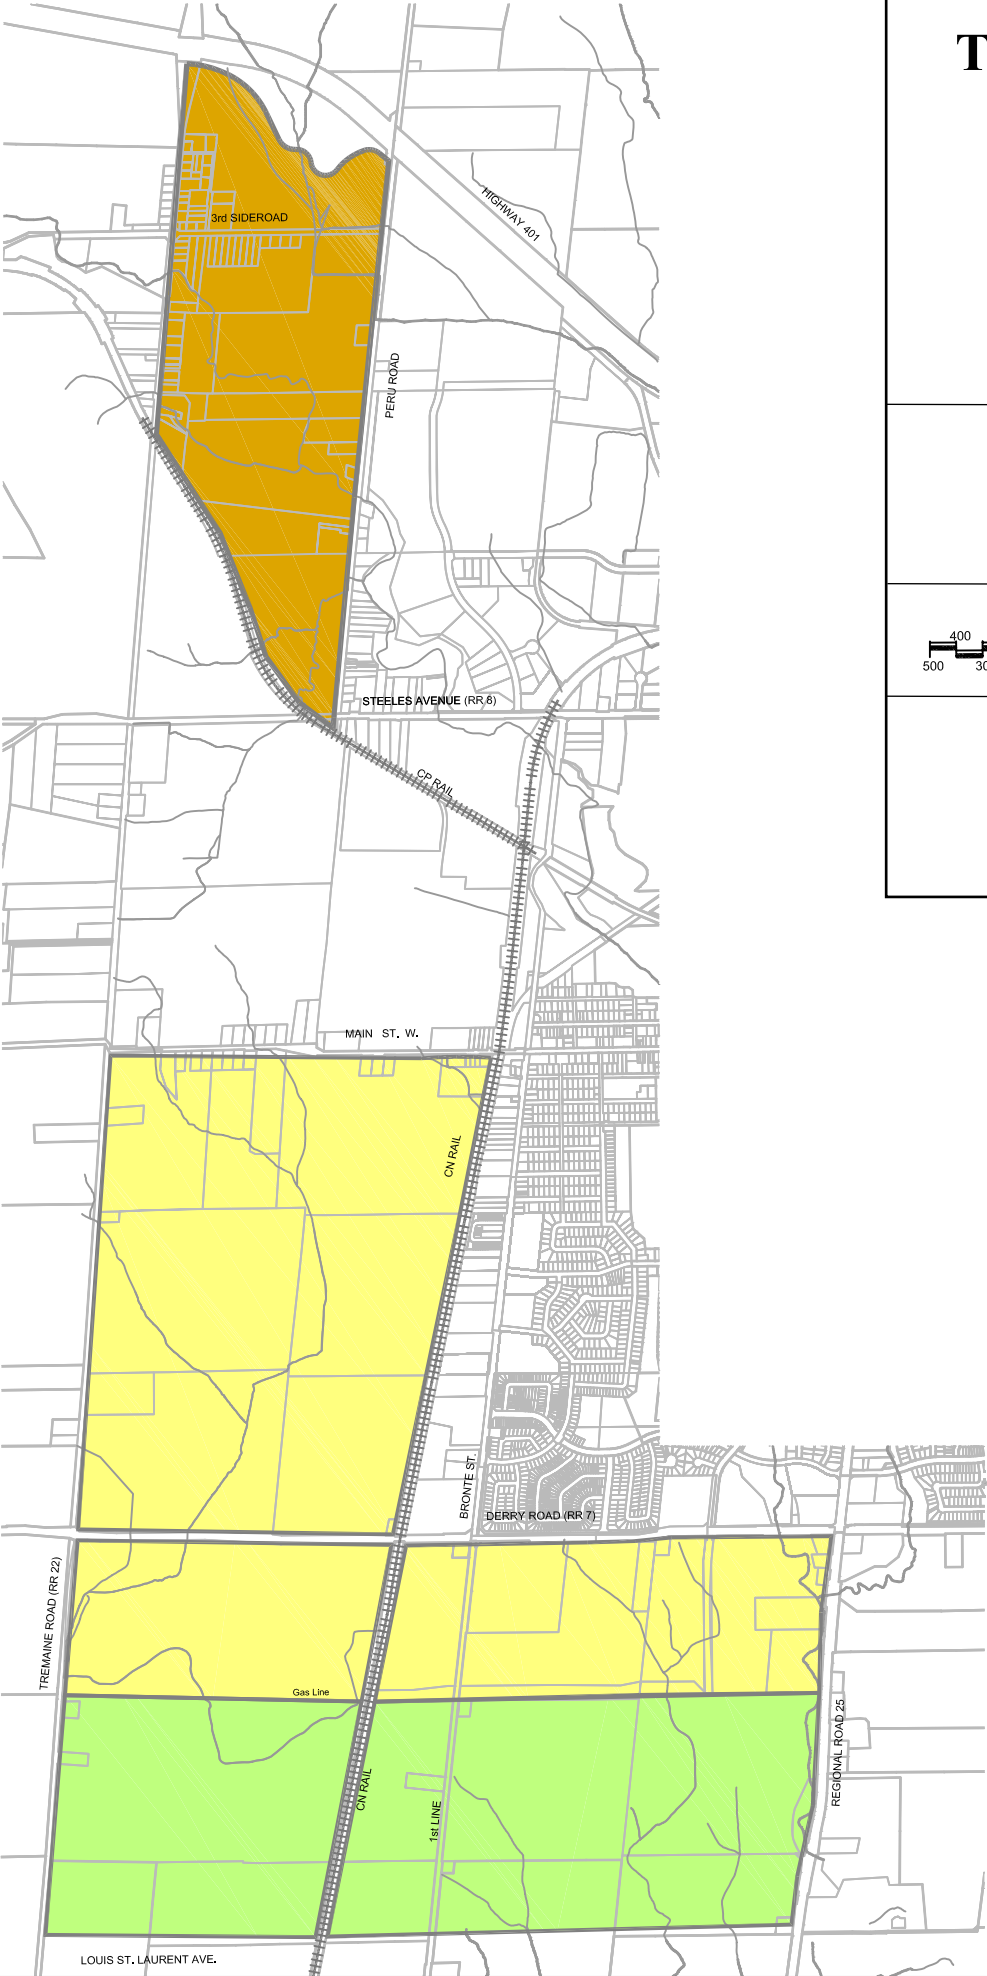 T
3rd SIDEROAD
HIGHWAY 401
PERU ROAD
400
500
30
STEELES AVENUE (RR 8)
CP RAIL
MAIN ST. W.
CN RAIL
BRONTE ST.
DERRY ROAD (RR 7)
TREMAINE ROAD (RR 22)
Gas Line
REGIONAL ROAD 25
CN RAIL
1st LINE
LOUIS ST. LAURENT AVE.